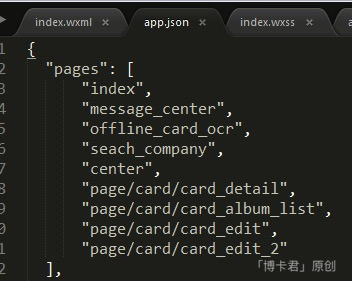 index.wxml ×
app.json ×
index.wxss ×
{
"pages": [
"index",
"message_center",
"offline_card_ocr",
"seach_company",
"center",
"page/card/card_detail",
"page/card/card_album_list",
"page/card/card_edit",
"page/card/card_edit_2"
],
「博卡君」原创